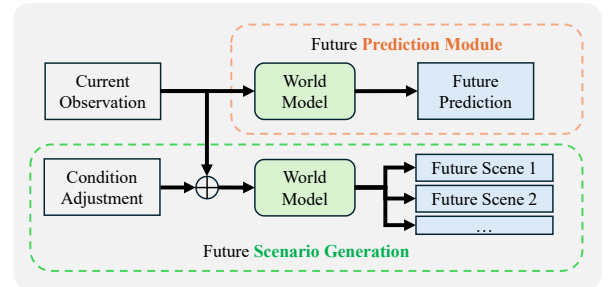 Future Prediction Module
Current
Observation
World
Model
Future
Prediction
Condition
Adjustment
World
Model
Future Scene 1
Future Scene 2
...
Future Scenario Generation